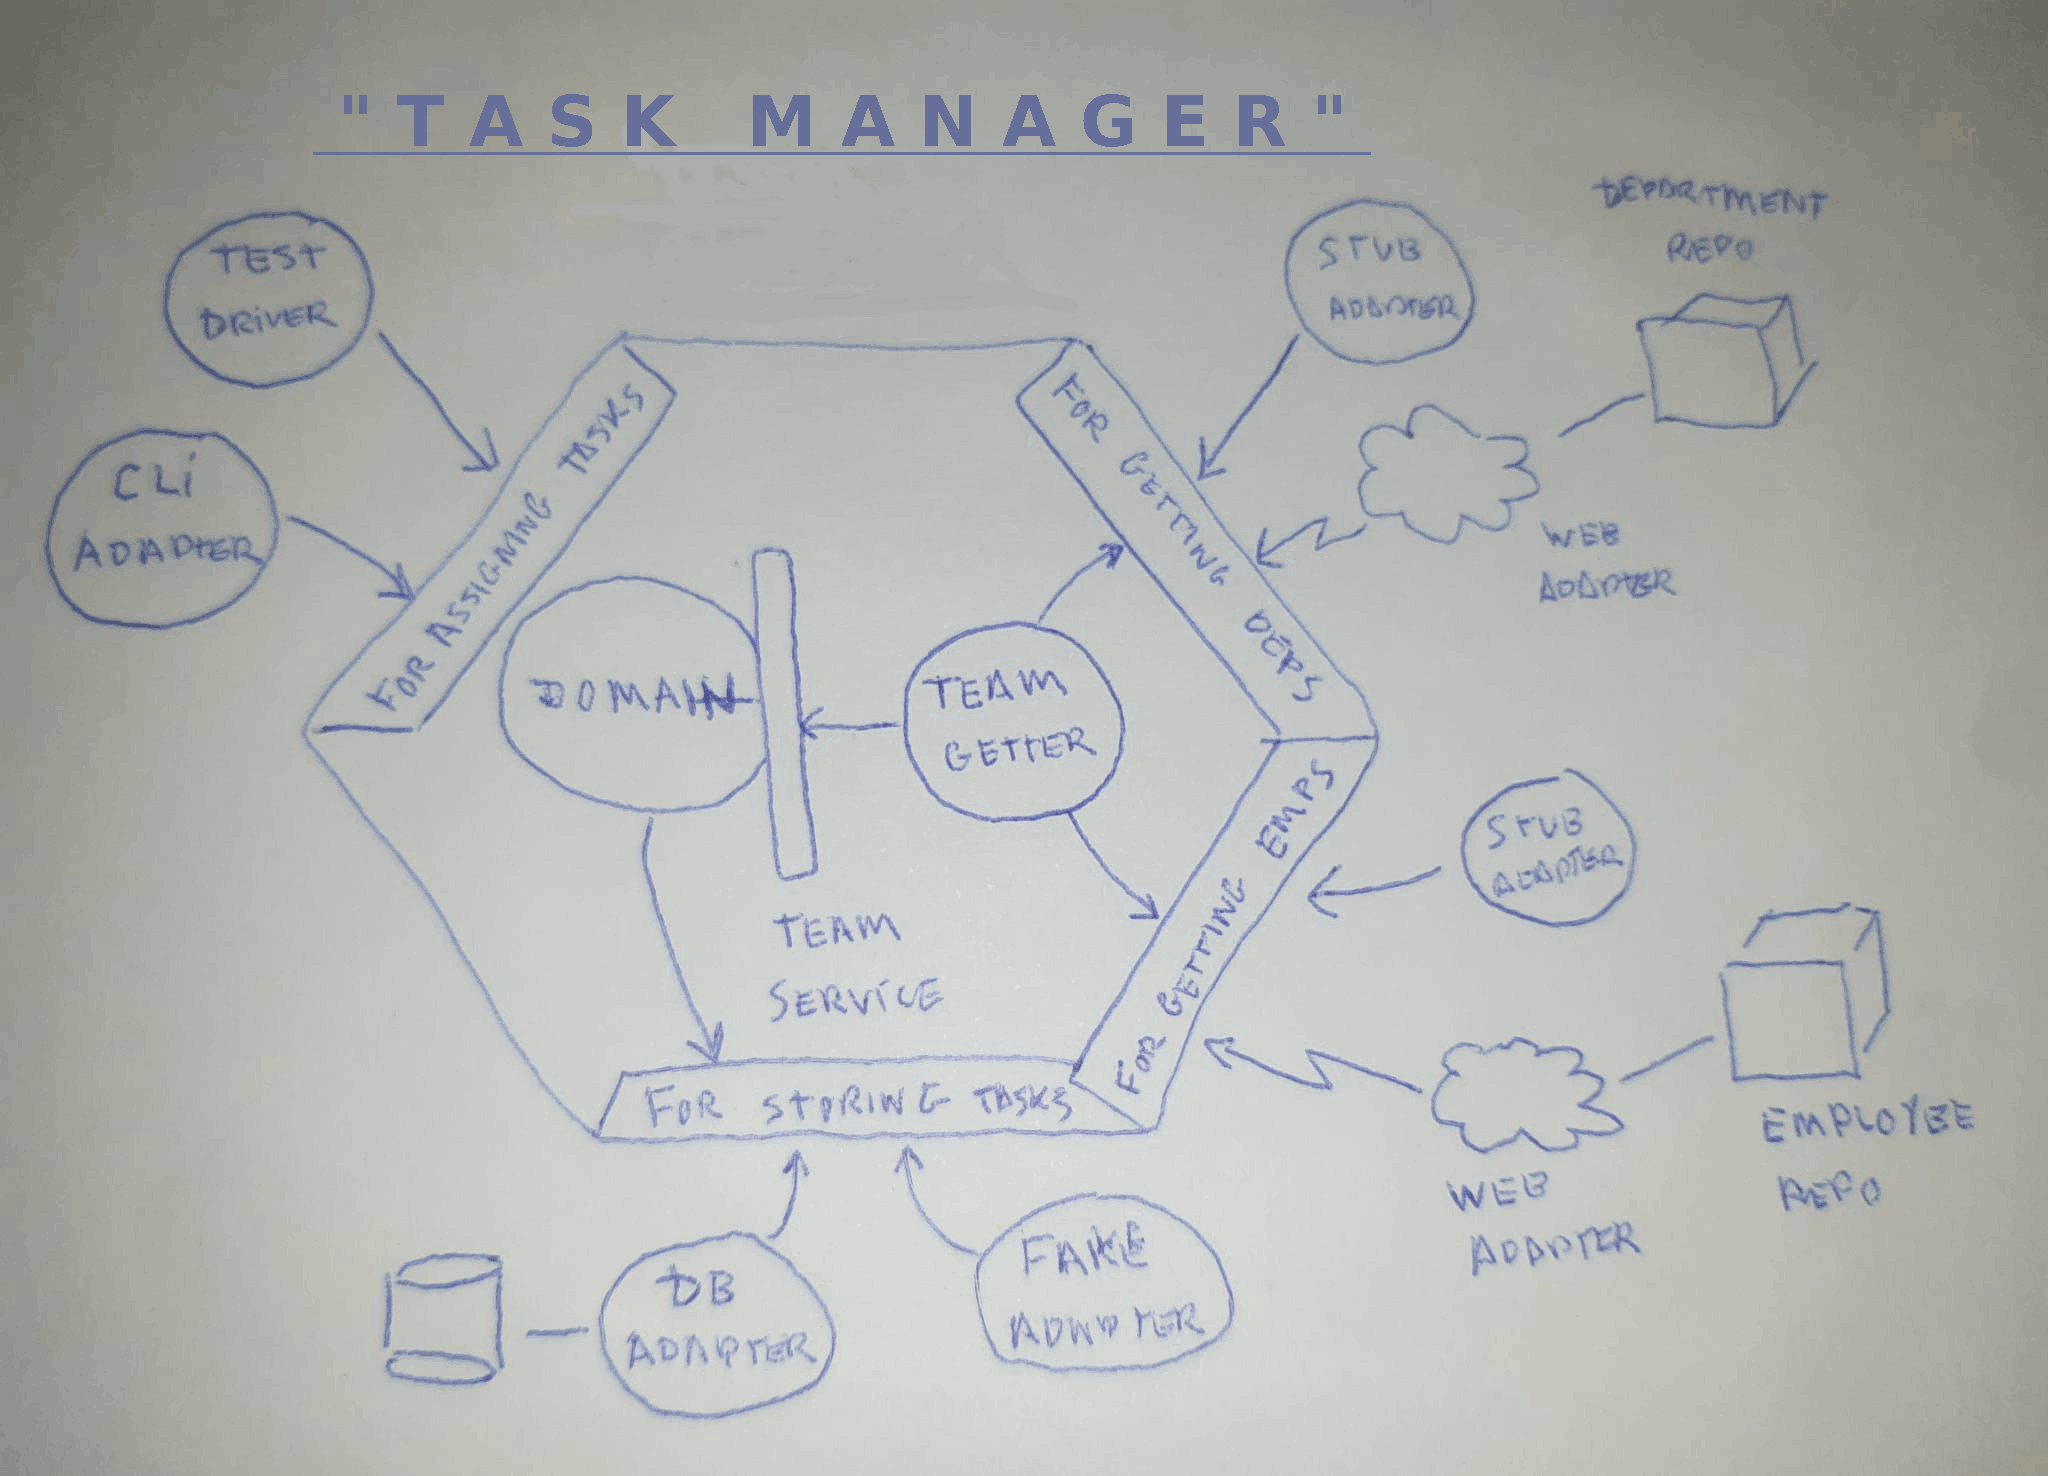 "TASK MANAGER"
TEST
DRIVER
STUB
ADAPTER
DEPARTMENT
REPO
CLI
ADAPTER
FOR ASSIGNING TASKS
FOR GETTING DEPS
WEB
ADAPTER
DOMAIN
TEAM
GETTER
FOR GETTING EMPS
STUB
ADAPTER
TEAM
SERVICE
FOR STORING TASKS
EMPLOYEE
REPO
WEB
ADAPTER
DB
ADAPTER
FAKE
ADAPTER